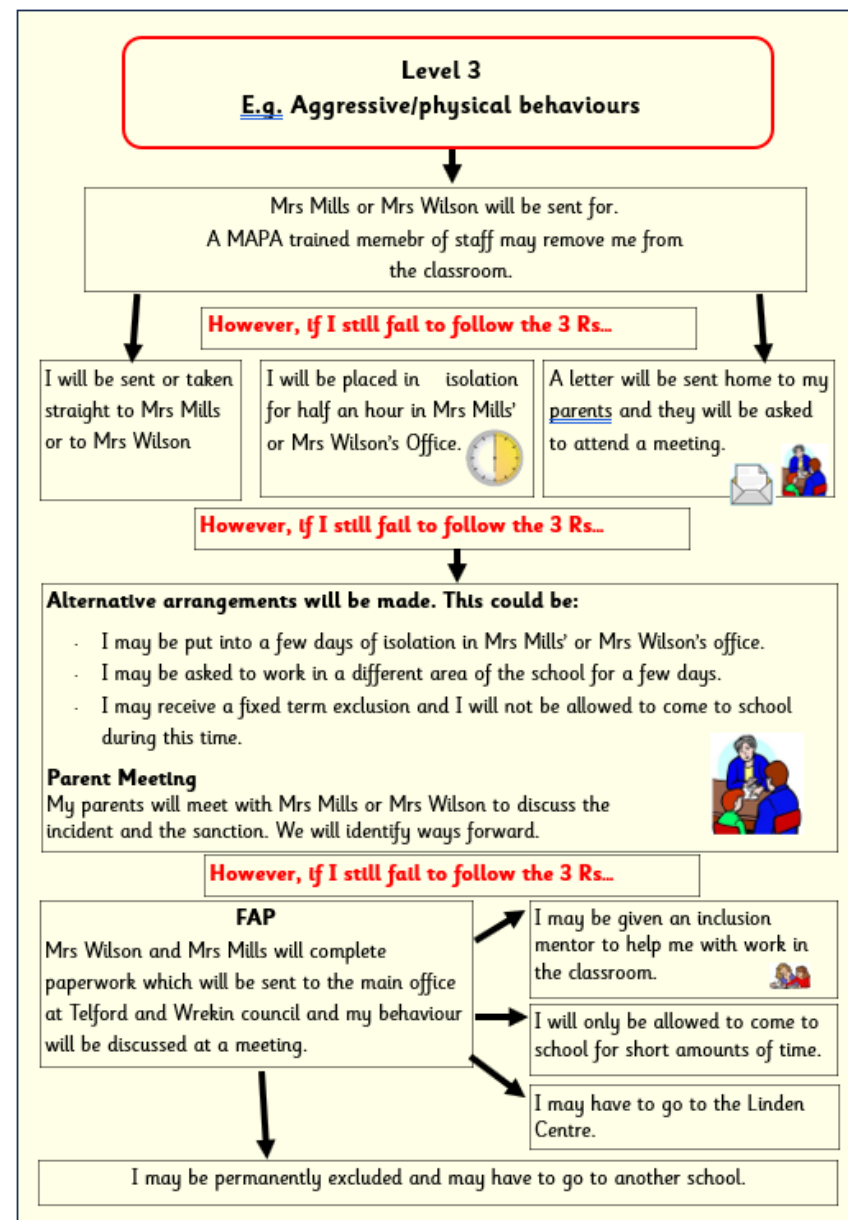 Level 3
E.g. Aggressive/physical behaviours
Mrs Mills or Mrs Wilson will be sent for.
A MAPA trained memebr of staff may remove me from
the classroom.
However, if I still fail to follow the 3 Rs...
I will be sent or taken
straight to Mrs Mills
or to Mrs Wilson
I will be placed in isolation
for half an hour in Mrs Mills’
or Mrs Wilson’s Office.
A letter will be sent home to my
parents and they will be asked
to attend a meeting.
However, if I still fail to follow the 3 Rs...
Alternative arrangements will be made. This could be:
· I may be put into a few days of isolation in Mrs Mills’ or Mrs Wilson’s office.
· I may be asked to work in a different area of the school for a few days.
· I may receive a fixed term exclusion and I will not be allowed to come to school
during this time.
Parent Meeting
My parents will meet with Mrs Mills or Mrs Wilson to discuss the
incident and the sanction. We will identify ways forward.
However, if I still fail to follow the 3 Rs...
FAP
Mrs Wilson and Mrs Mills will complete
paperwork which will be sent to the main office
at Telford and Wrekin council and my behaviour
will be discussed at a meeting.
I may be given an inclusion
mentor to help me with work in
the classroom.
I will only be allowed to come to
school for short amounts of time.
I may have to go to the Linden
Centre.
I may be permanently excluded and may have to go to another school.